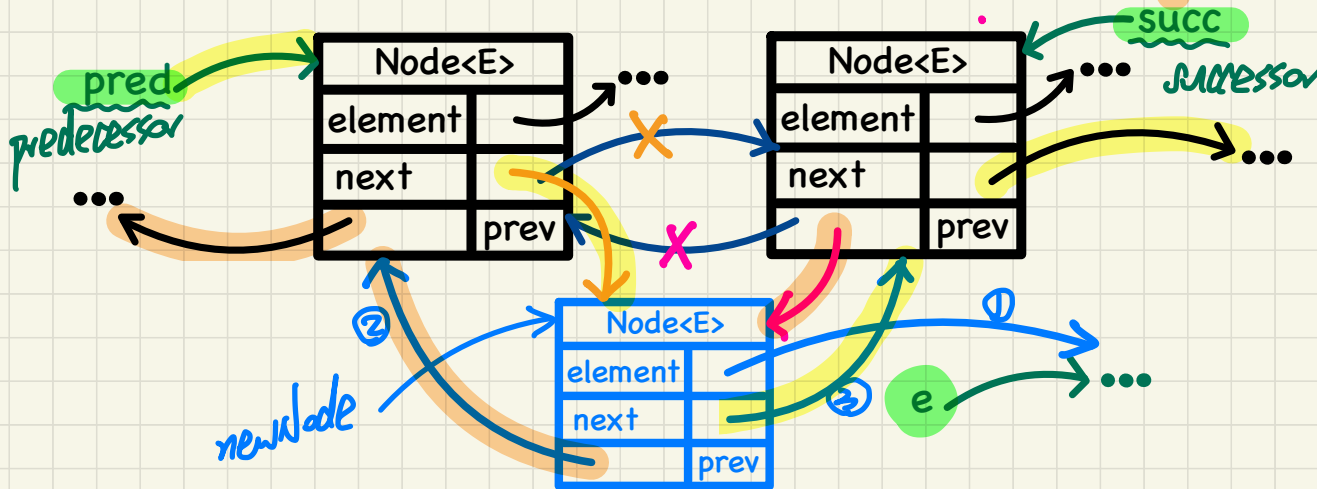 pred
predecessor
•••
Node<E>
element
next
prev
•••
Node<E>
element
next
prev
succ
successor
•••
•••
②
newNode
Node<E>
element
next
prev
①
③
e
•••